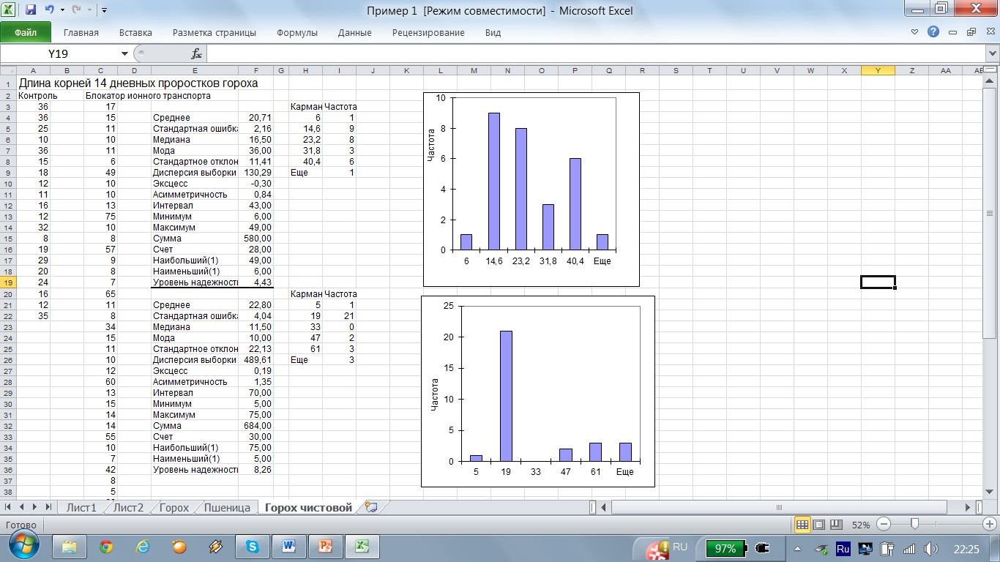 Пример 1 [Режим совместимости] - Microsoft Excel
Файл Главная Вставка Разметка страницы Формулы Данные Рецензирование Вид
Y19 fx
A B C D E F G H I J K L M N O P Q R S T U V W X Y Z AA
1 Длина корней 14 дневных проростков гороха
2 Контроль Блокатор ионного транспорта
3 36 17 Карман Частота
4 36 15 Среднее 20,71 6 1
5 25 11 Стандартная ошибка 2,16 14,6 9
6 10 10 Медиана 16,50 23,2 8
7 36 11 Мода 36,00 31,8 3
8 15 6 Стандартное отклон 11,41 40,4 6
9 18 49 Дисперсия выборки 130,29 Еще 1
10 12 10 Эксцесс -0,30
11 11 10 Асимметричность 0,84
12 16 13 Интервал 43,00
13 12 75 Минимум 6,00
14 32 10 Максимум 49,00
15 8 8 Сумма 580,00
16 19 57 Счет 28,00
17 29 9 Наибольший(1) 49,00
18 20 8 Наименьший(1) 6,00
19 24 7 Уровень надежности 4,43
20 16 65 Карман Частота
21 12 11 Среднее 22,80 5 1
22 35 8 Стандартная ошибка 4,04 19 21
23 34 Медиана 11,50 33 0
24 15 Мода 10,00 47 2
25 11 Стандартное отклон 22,13 61 3
26 10 Дисперсия выборки 489,61 Еще 3
27 12 Эксцесс 0,19
28 60 Асимметричность 1,35
29 13 Интервал 70,00
30 15 Минимум 5,00
31 14 Максимум 75,00
32 14 Сумма 684,00
33 55 Счет 30,00
34 10 Наибольший(1) 75,00
35 7 Наименьший(1) 5,00
36 42 Уровень надежности 8,26
37 8
38 5
10
8
6
4
2
0
Частота
6 14,6 23,2 31,8 40,4 Еще
25
20
15
10
5
0
Частота
5 19 33 47 61 Еще
Лист1 Лист2 Горох Пшеница Горох чистовой
Готово 52%
RU 97% Ru 22:25